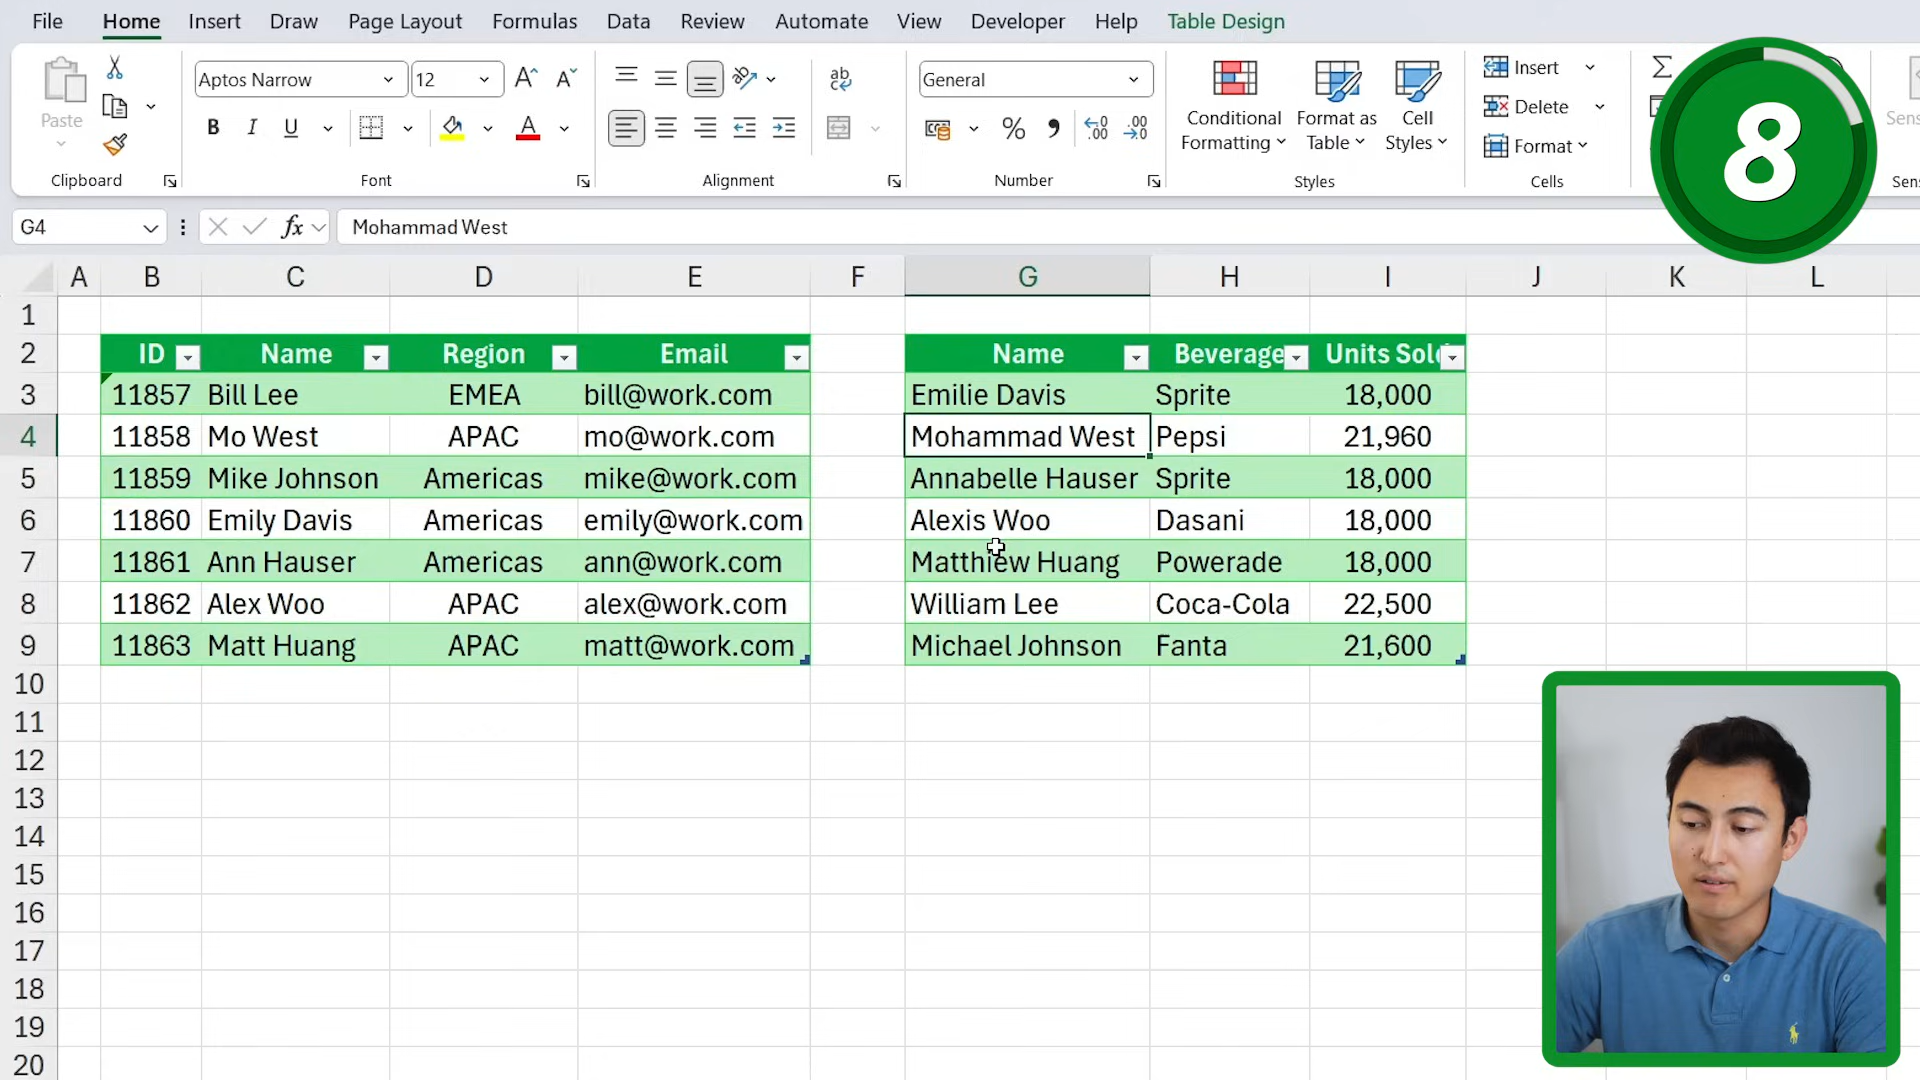 File Home Insert Draw Page Layout Formulas Data Review Automate View Developer Help Table Design
Paste
Clipboard
Aptos Narrow 12
B I U
Font
ab
Alignment
General
% 9
Number
Conditional Formatting
Format as Table
Cell Styles
Styles
Insert
Delete
Format
Cells
Sens
Sens
8
G4 fx Mohammad West
A B C D E F G H I J K L
1
2 ID Name Region Email Name Beverage Units Sol
3 11857 Bill Lee EMEA bill@work.com Emilie Davis Sprite 18,000
4 11858 Mo West APAC mo@work.com Mohammad West Pepsi 21,960
5 11859 Mike Johnson Americas mike@work.com Annabelle Hauser Sprite 18,000
6 11860 Emily Davis Americas emily@work.com Alexis Woo Dasani 18,000
7 11861 Ann Hauser Americas ann@work.com Matthew Huang Powerade 18,000
8 11862 Alex Woo APAC alex@work.com William Lee Coca-Cola 22,500
9 11863 Matt Huang APAC matt@work.com Michael Johnson Fanta 21,600
10
11
12
13
14
15
16
17
18
19
20